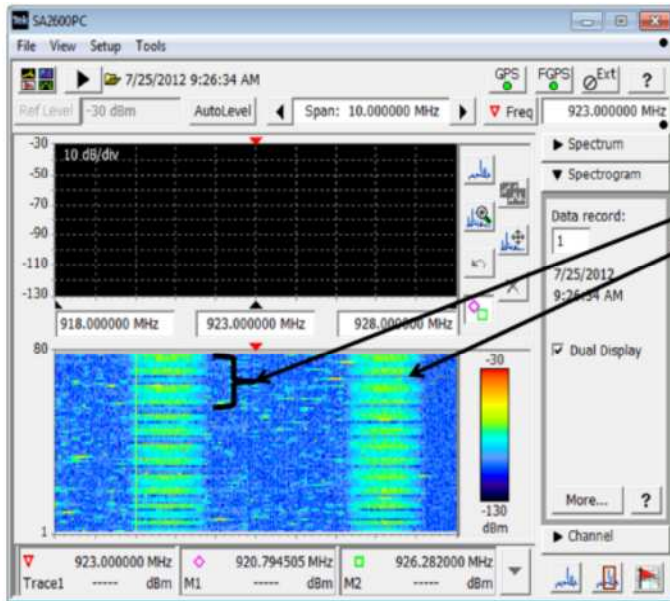 Tek SA2600PC
File View Setup Tools
7/25/2012 9:26:34 AM
GPS FGPS Ext ?
Ref Level -30 dBm AutoLevel Span: 10.000000 MHz Freq 923.000000 MHz
-30
10 dB/div
-50
-70
-90
-110
-130
918.000000 MHz 923.000000 MHz 928.000000 MHz
80
1
-30
-130
dBm
Spectrum
Spectrogram
Data record:
1
7/25/2012
9:26:34 AM
Dual Display
More... ?
Channel
923.000000 MHz 920.794505 MHz 926.282000 MHz
Trace1 ----- dBm M1 ----- dBm M2 ----- dBm